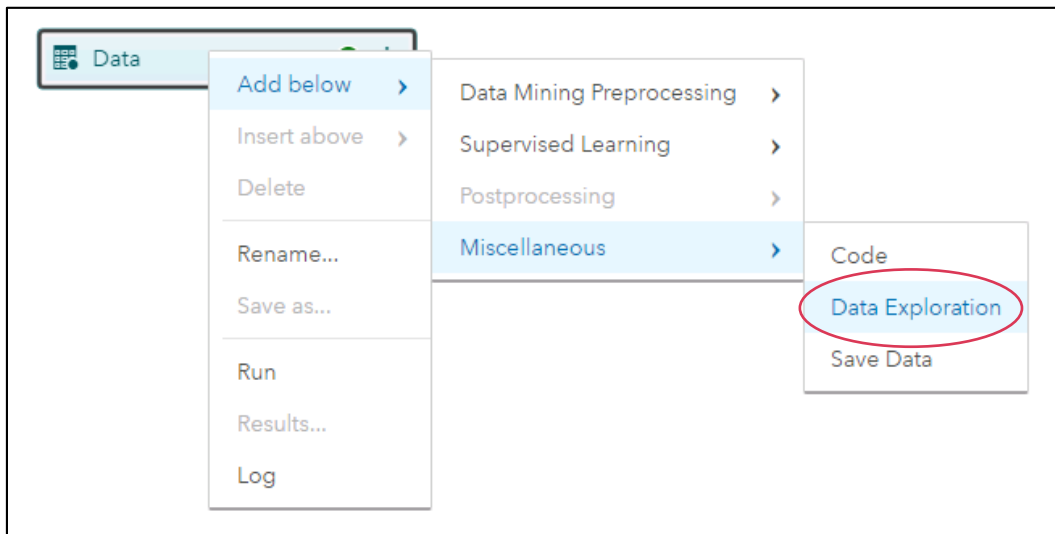 Data
Add below
Insert above
Delete
Rename...
Save as...
Run
Results...
Log
Data Mining Preprocessing
Supervised Learning
Postprocessing
Miscellaneous
Code
Data Exploration
Save Data